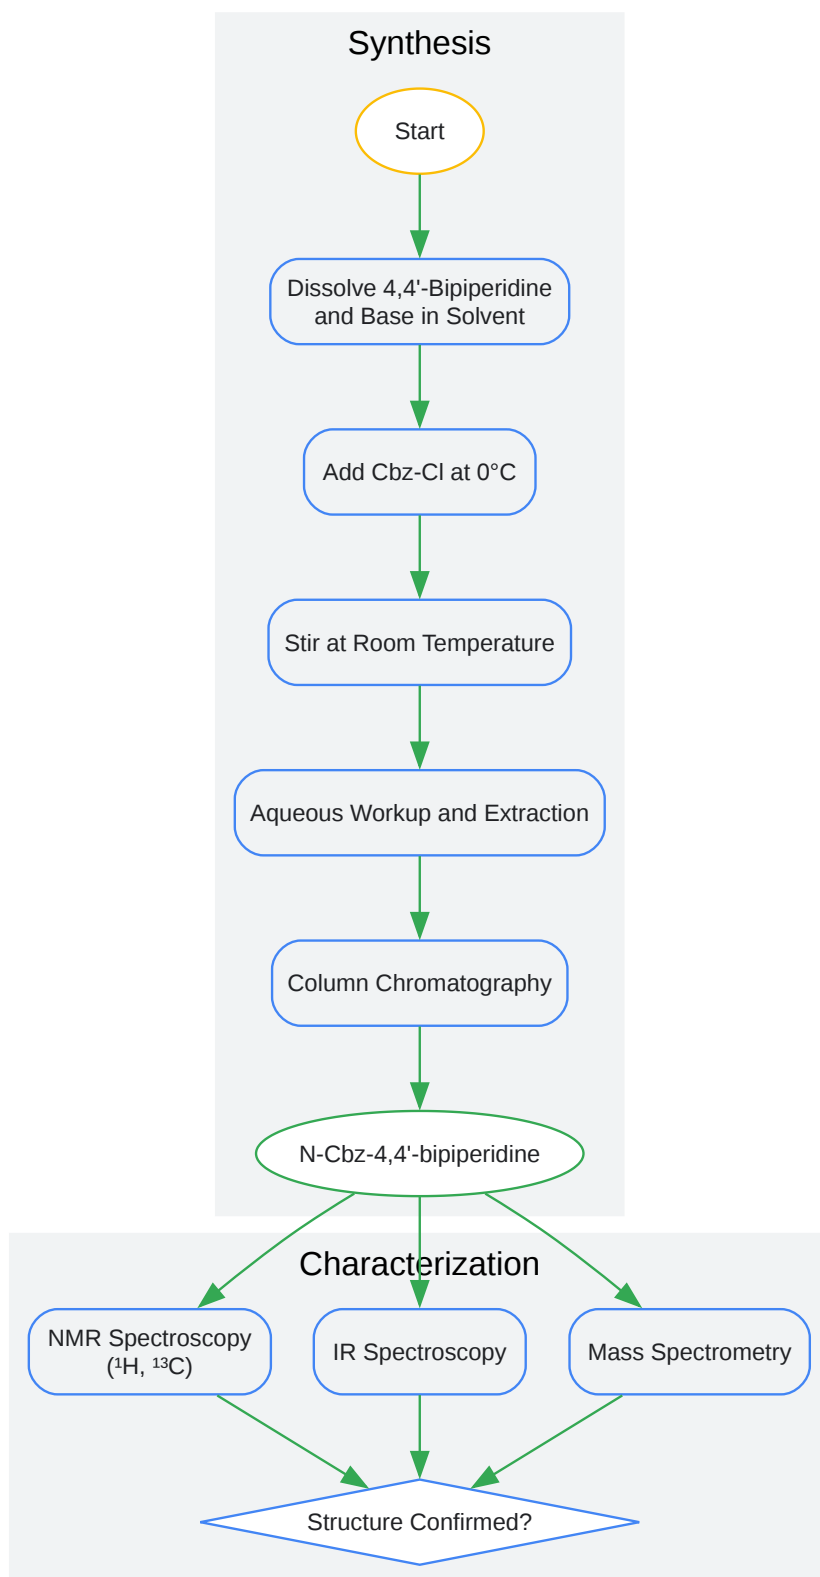 Synthesis
Start
Dissolve 4,4'-Bipiperidine
and Base in Solvent
Add Cbz-Cl at 0°C
Stir at Room Temperature
Aqueous Workup and Extraction
Column Chromatography
N-Cbz-4,4'-bipiperidine
Characterization
NMR Spectroscopy
(¹H, ¹³C)
IR Spectroscopy
Mass Spectrometry
Structure Confirmed?